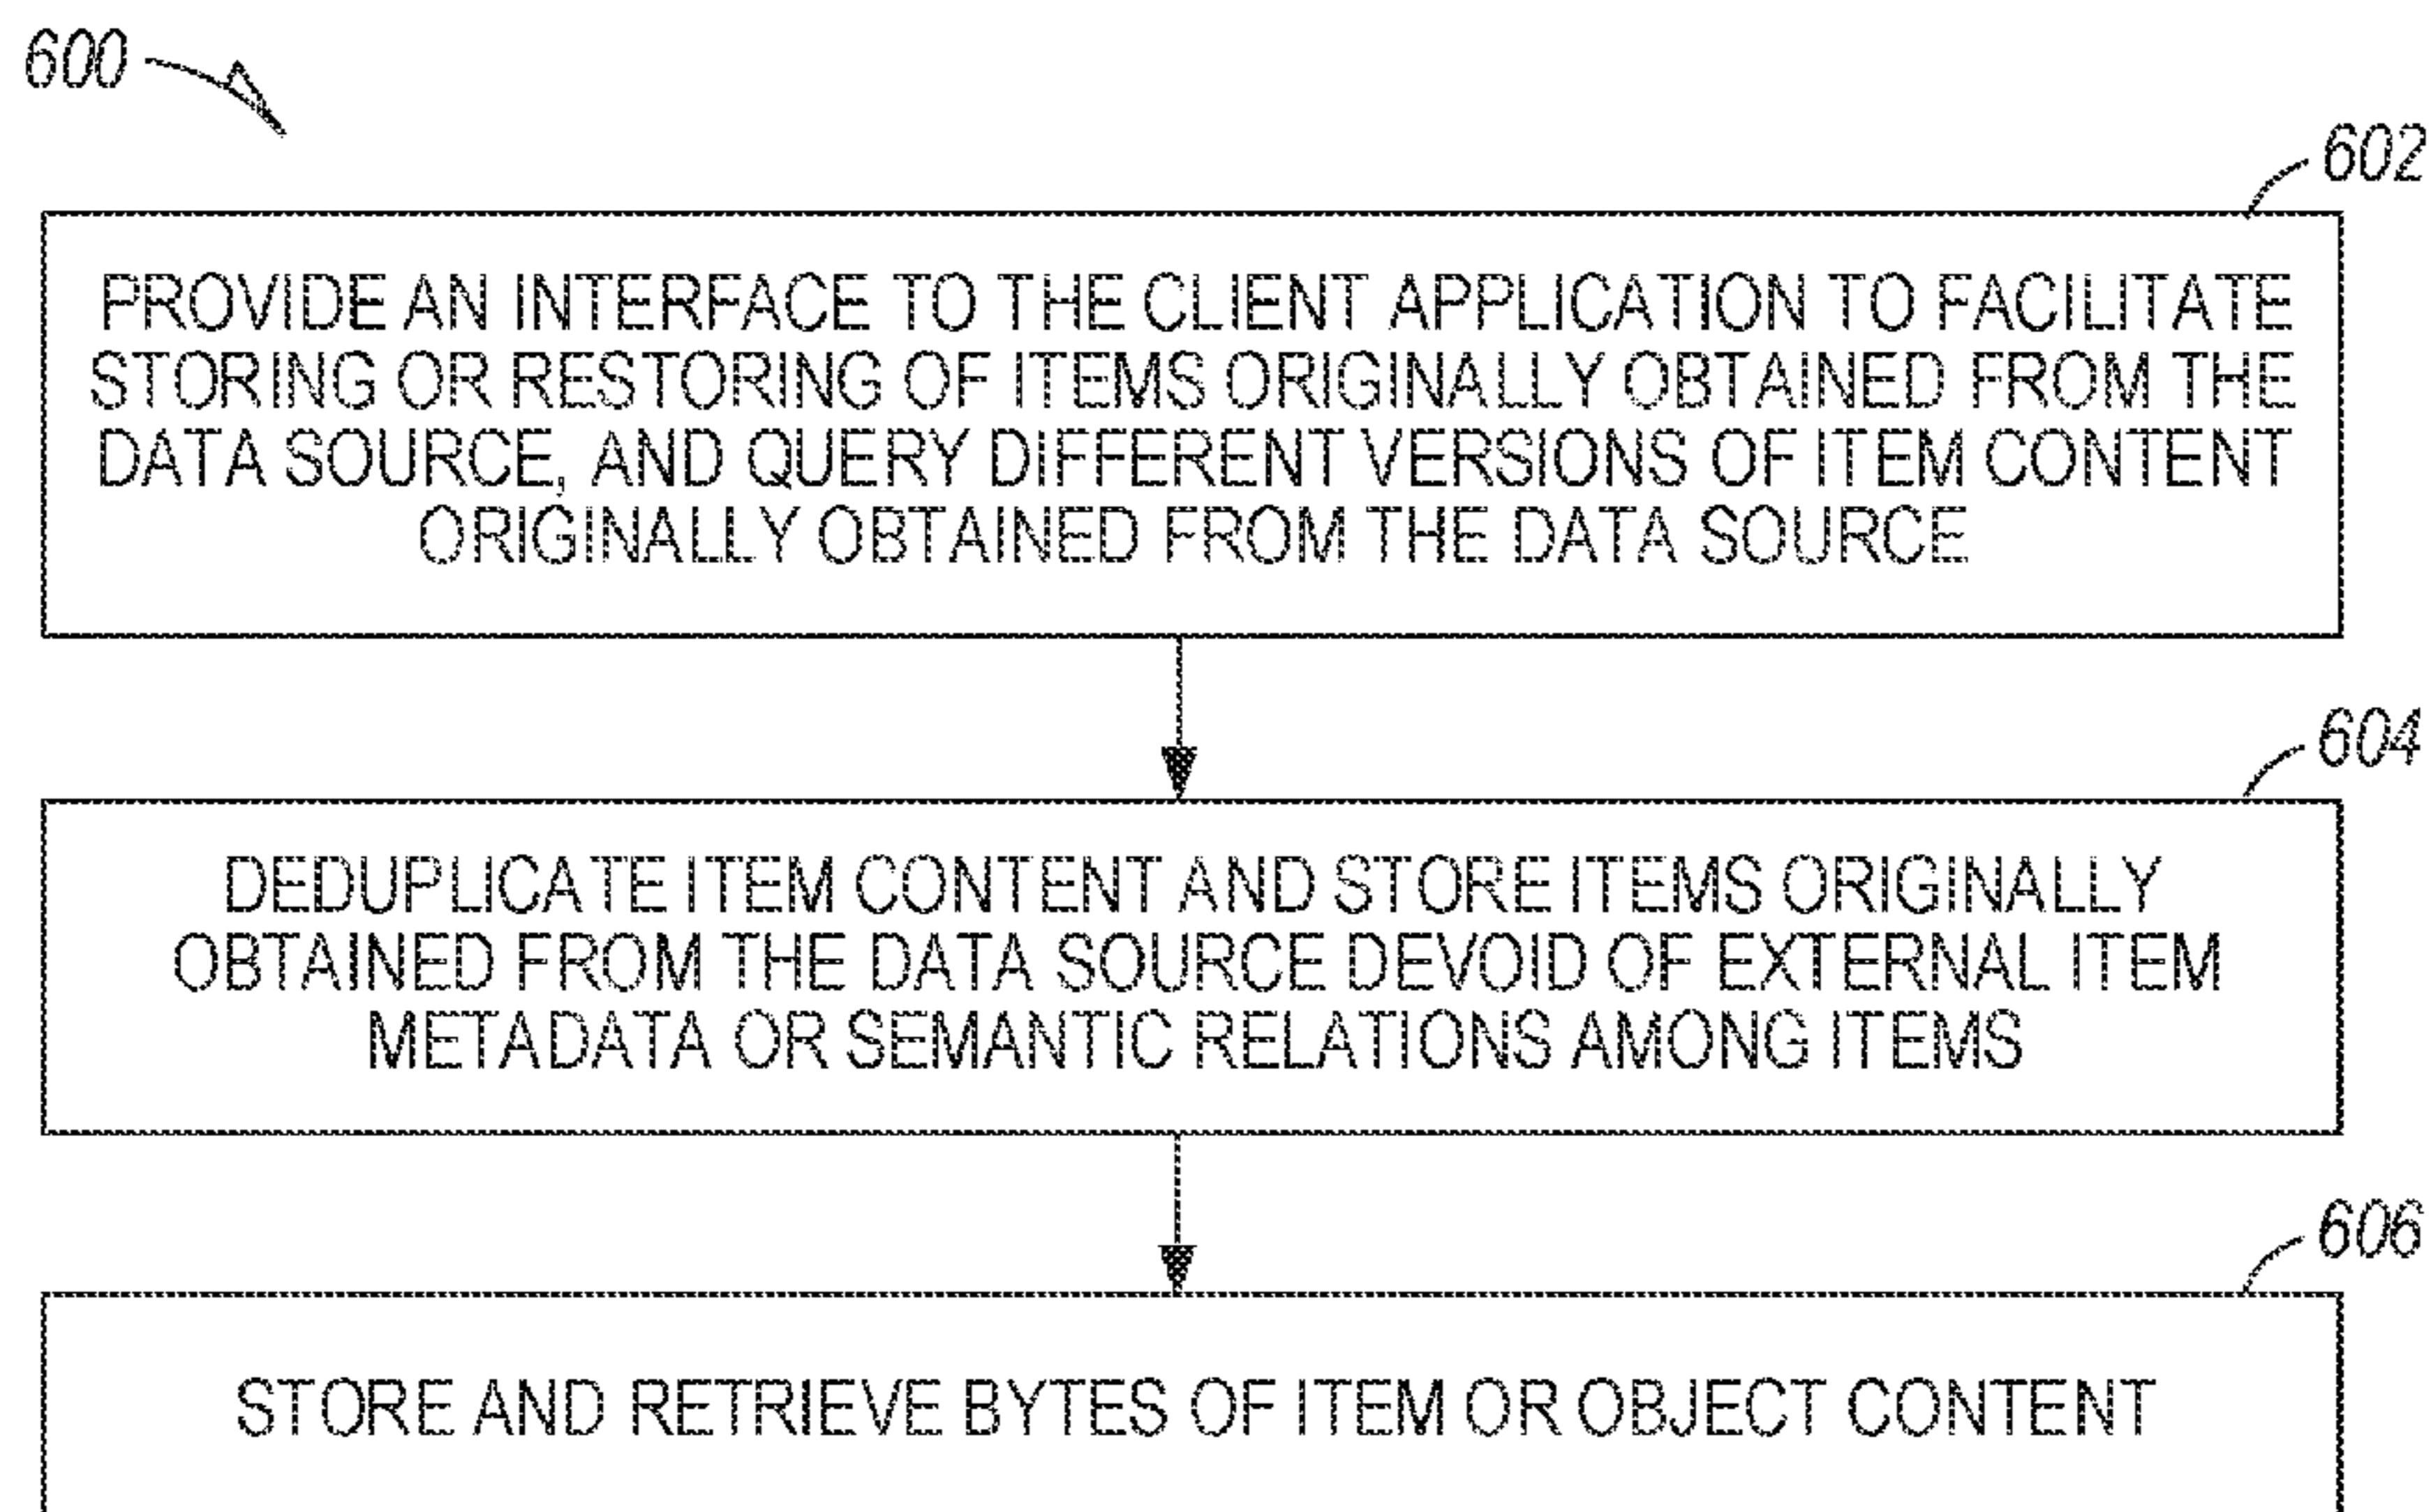 600
602
PROVIDE AN INTERFACE TO THE CLIENT APPLICATION TO FACILITATE
STORING OR RESTORING OF ITEMS ORIGINALLY OBTAINED FROM THE
DATA SOURCE, AND QUERY DIFFERENT VERSIONS OF ITEM CONTENT
ORIGINALLY OBTAINED FROM THE DATA SOURCE
604
DEDUPLICATE ITEM CONTENT AND STORE ITEMS ORIGINALLY
OBTAINED FROM THE DATA SOURCE DEVOID OF EXTERNAL ITEM
METADATA OR SEMANTIC RELATIONS AMONG ITEMS
606
STORE AND RETRIEVE BYTES OF ITEM OR OBJECT CONTENT